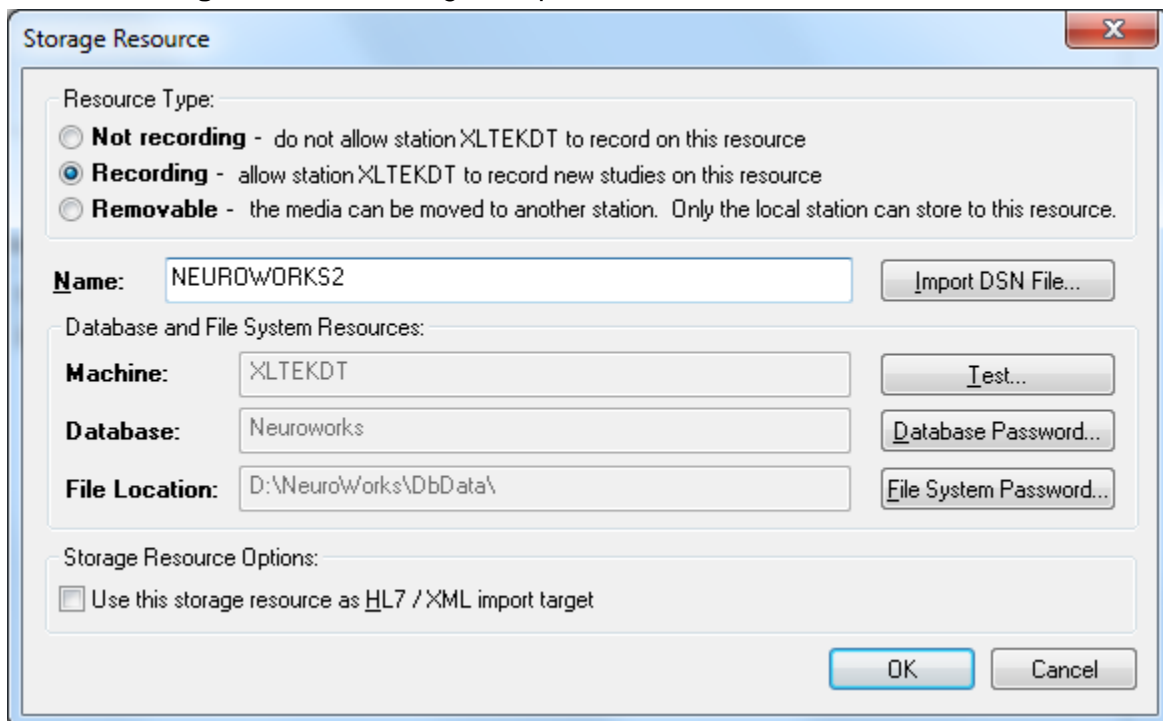 Storage Resource
Resource Type:
Not recording - do not allow station XLTEKDT to record on this resource
Recording - allow station XLTEKDT to record new studies on this resource
Removable - the media can be moved to another station. Only the local station can store to this resource.
Name: NEUROWORKS2 Import DSN File...
Database and File System Resources:
Machine: XLTEKDT Test...
Database: Neuroworks Database Password...
File Location: D:\NeuroWorks\DbData\ File System Password...
Storage Resource Options:
Use this storage resource as HL7 / XML import target
OK Cancel